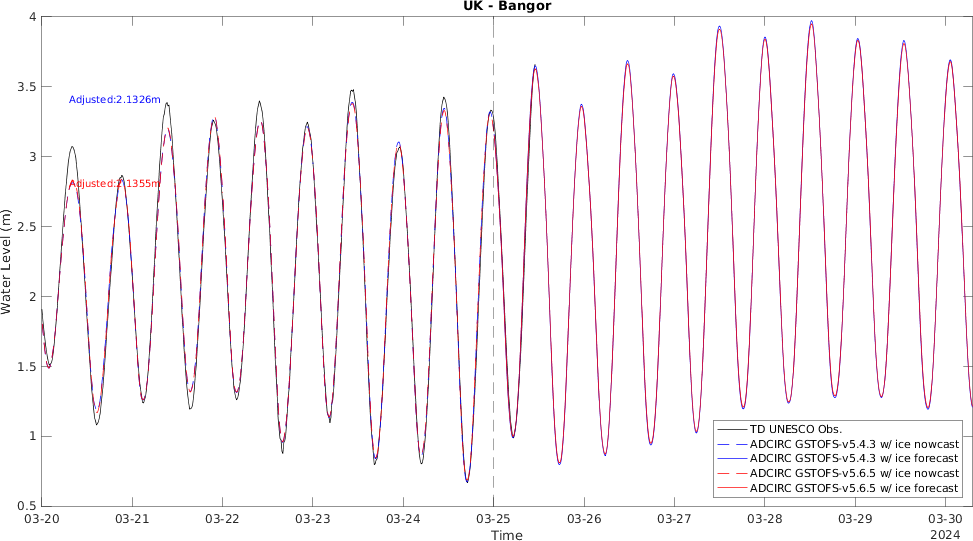 UK - Bangor
4
3.5
3
2.5
2
1.5
1
0.5
Water Level (m)
Adjusted:2.1326m
Adjusted:2.1355m
TD UNESCO Obs.
ADCIRC GSTOFS-v5.4.3 w/ ice nowcast
ADCIRC GSTOFS-v5.4.3 w/ ice forecast
ADCIRC GSTOFS-v5.6.5 w/ ice nowcast
ADCIRC GSTOFS-v5.6.5 w/ ice forecast
03-20 03-21 03-22 03-23 03-24 03-25 03-26 03-27 03-28 03-29 03-30
Time
2024